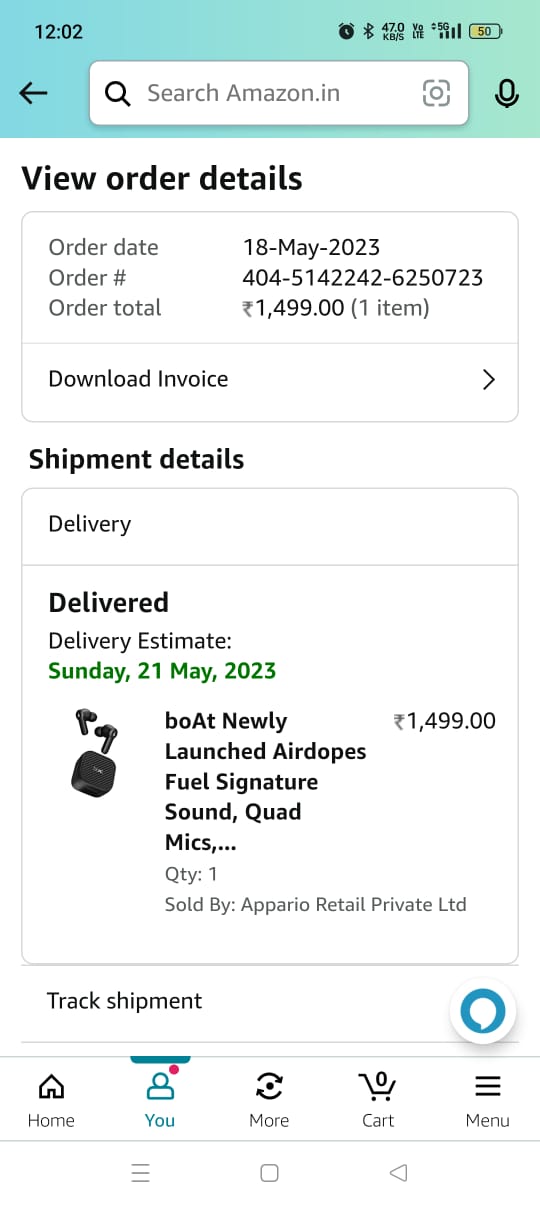 12:02
47.0
KB/S
Vo
LTE
5G
50
Search Amazon.in
View order details
Order date 18-May-2023
Order # 404-5142242-6250723
Order total ₹1,499.00 (1 item)
Download Invoice
Shipment details
Delivery
Delivered
Delivery Estimate:
Sunday, 21 May, 2023
boAt Newly ₹1,499.00
Launched Airdopes
Fuel Signature
Sound, Quad
Mics,...
Qty: 1
Sold By: Appario Retail Private Ltd
Track shipment
0
Home You More Cart Menu